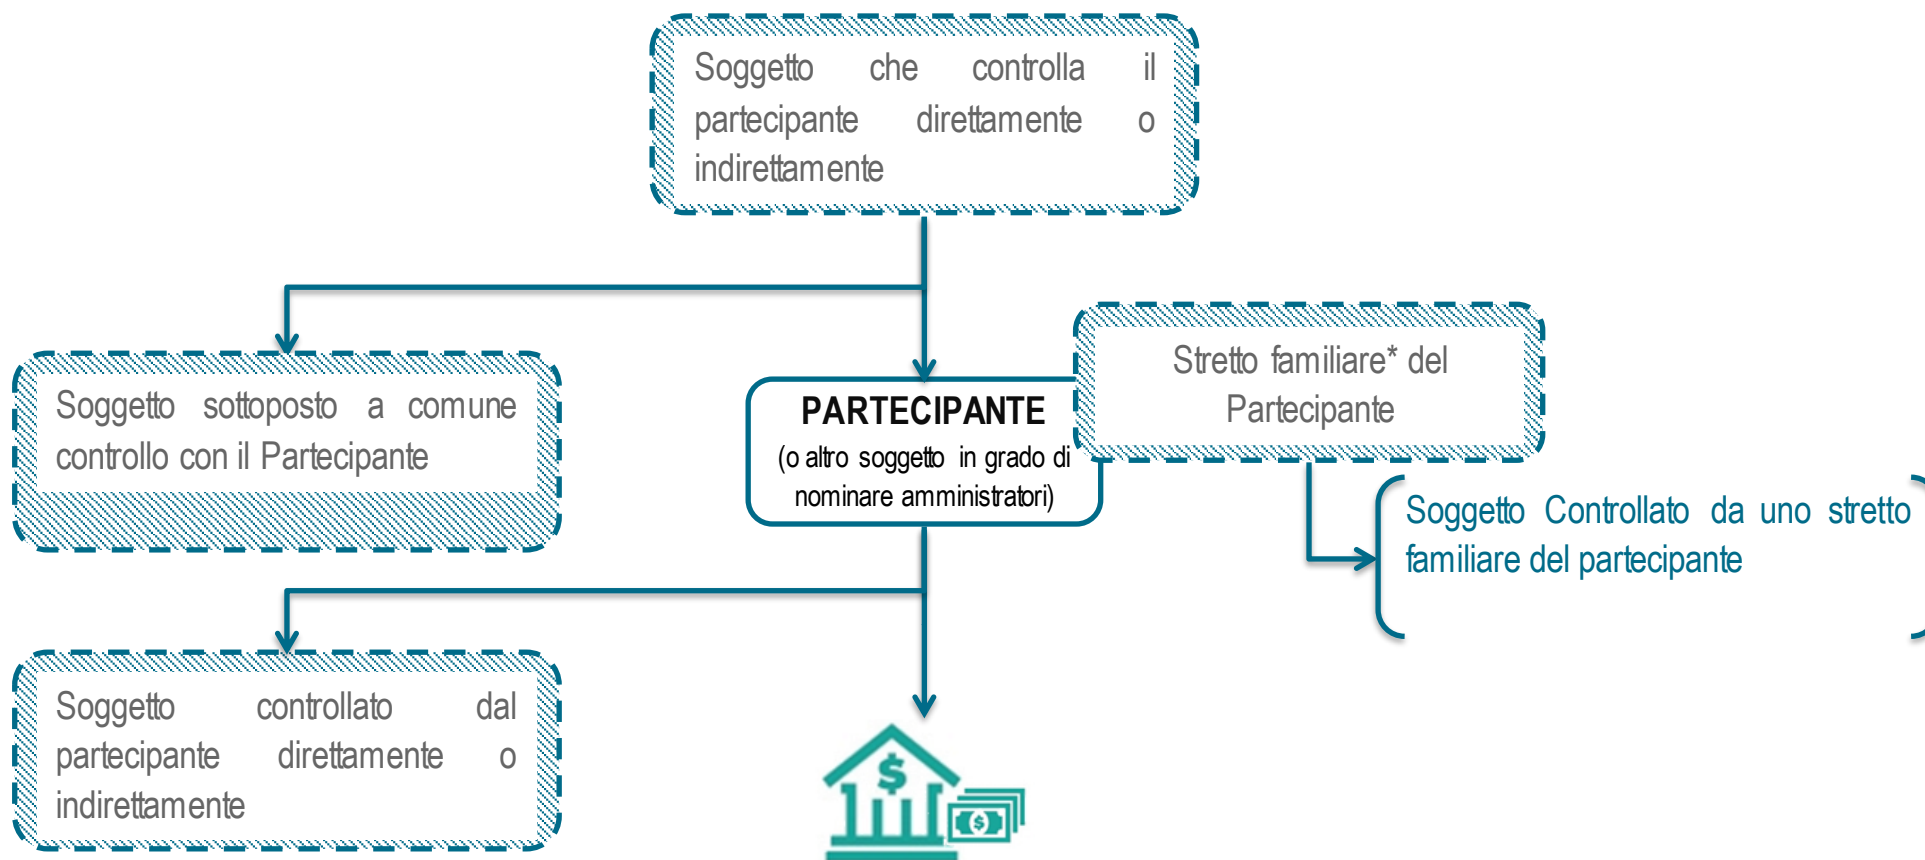 Soggetto che controlla il
partecipante direttamente o
indirettamente
Stretto familiare* del
Partecipante
Soggetto sottoposto a comune
controllo con il Partecipante
PARTECIPANTE
(o altro soggetto in grado di
nominare amministratori)
Soggetto Controllato da uno stretto
familiare del partecipante
Soggetto controllato dal
partecipante direttamente o
indirettamente
$
$